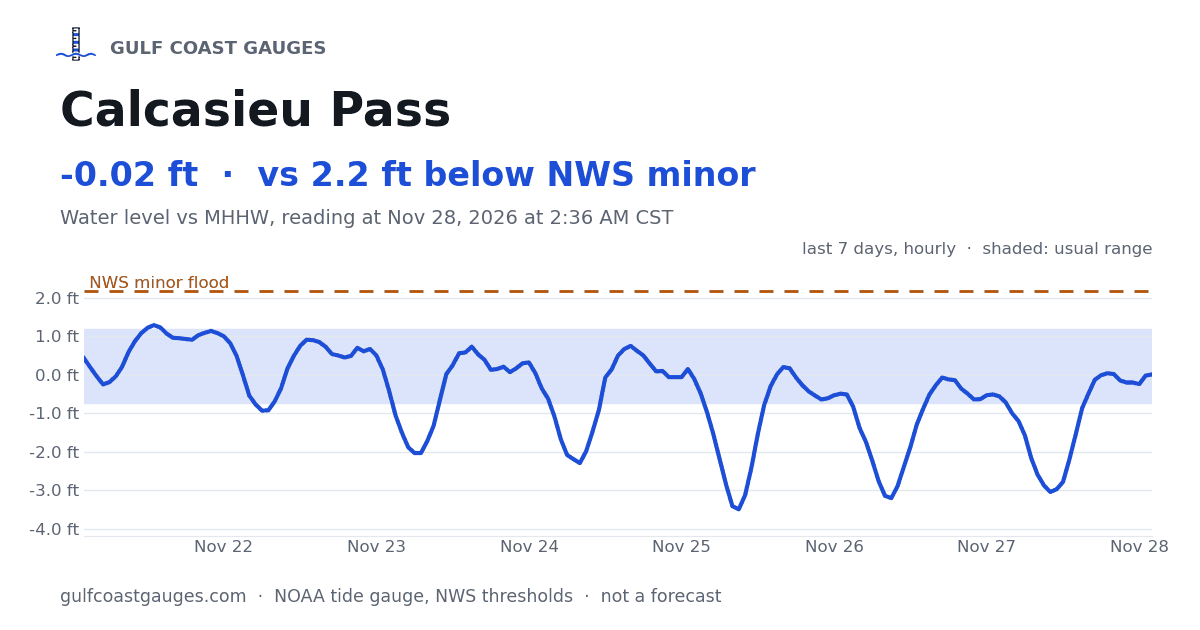 GULF COAST GAUGES
Calcasieu Pass
-0.02 ft · vs 2.2 ft below NWS minor
Water level vs MHHW, reading at Nov 28, 2026 at 2:36 AM CST
last 7 days, hourly · shaded: usual range
NWS minor flood
2.0 ft
1.0 ft
0.0 ft
-1.0 ft
-2.0 ft
-3.0 ft
-4.0 ft
Nov 22 Nov 23 Nov 24 Nov 25 Nov 26 Nov 27 Nov 28
gulfcoastgauges.com · NOAA tide gauge, NWS thresholds · not a forecast